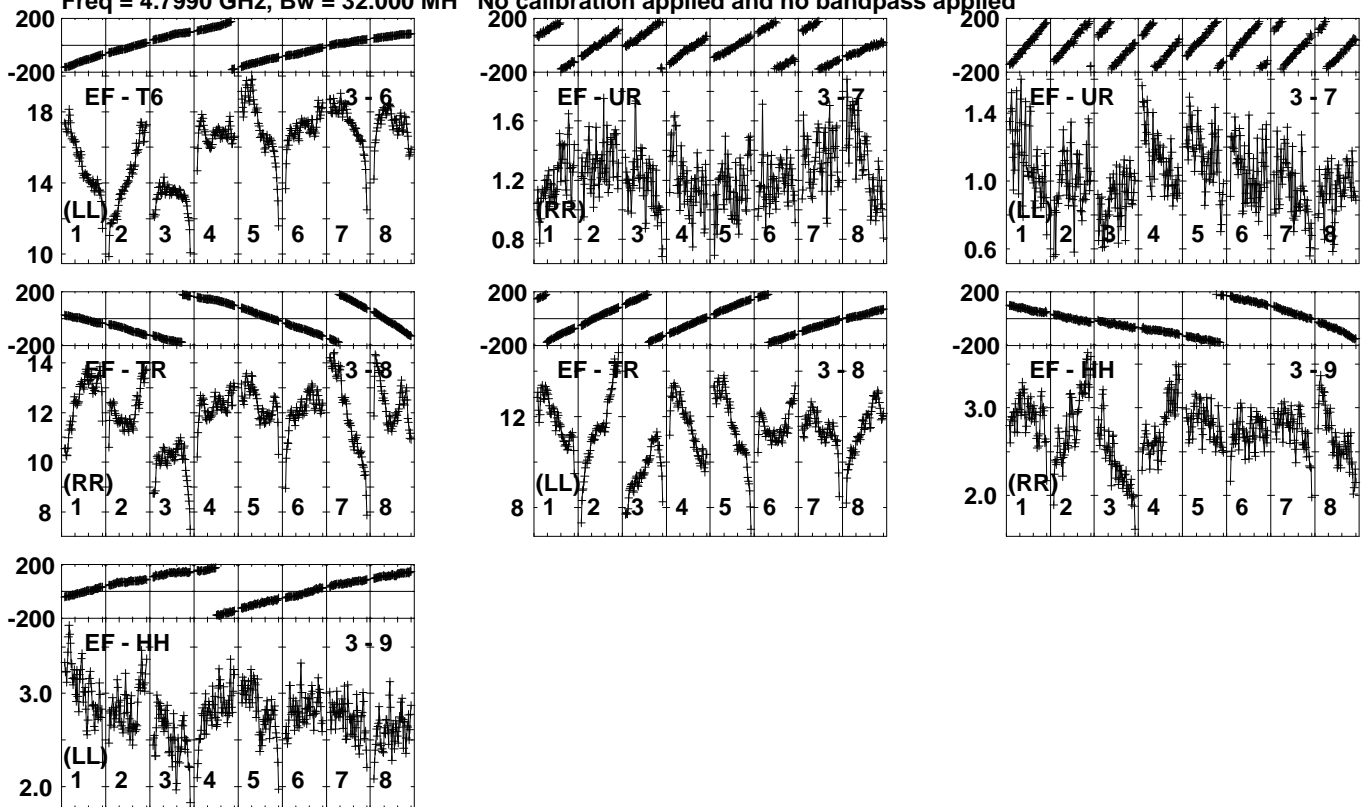 Freq = 4.7990 GHz, Bw = 32.000 MH No calibration applied and no bandpass applied
200
-200
EF - T6 3 - 6
18
14
10
(LL)
1 2 3 4 5 6 7 8
200
-200
EF - UR 3 - 7
1.6
1.2
0.8
(RR)
1 2 3 4 5 6 7 8
200
-200
EF - UR 3 - 7
1.4
1.0
0.6
(LL)
1 2 3 4 5 6 7 8
200
-200
EF - TR 3 - 8
14
12
10
8
(RR)
1 2 3 4 5 6 7 8
200
-200
EF - TR 3 - 8
12
8
(LL)
1 2 3 4 5 6 7 8
200
-200
EF - HH 3 - 9
3.0
2.0
(RR)
1 2 3 4 5 6 7 8
200
-200
EF - HH 3 - 9
3.0
2.0
(LL)
1 2 3 4 5 6 7 8